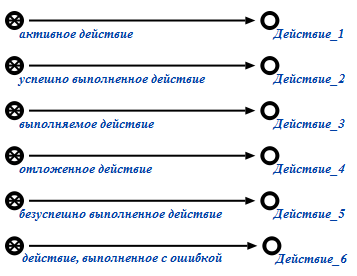 активное действие Действие_1
успешно выполненное действие Действие_2
выполняемое действие Действие_3
отложенное действие Действие_4
безуспешно выполненное действие Действие_5
действие, выполненное с ошибкой Действие_6